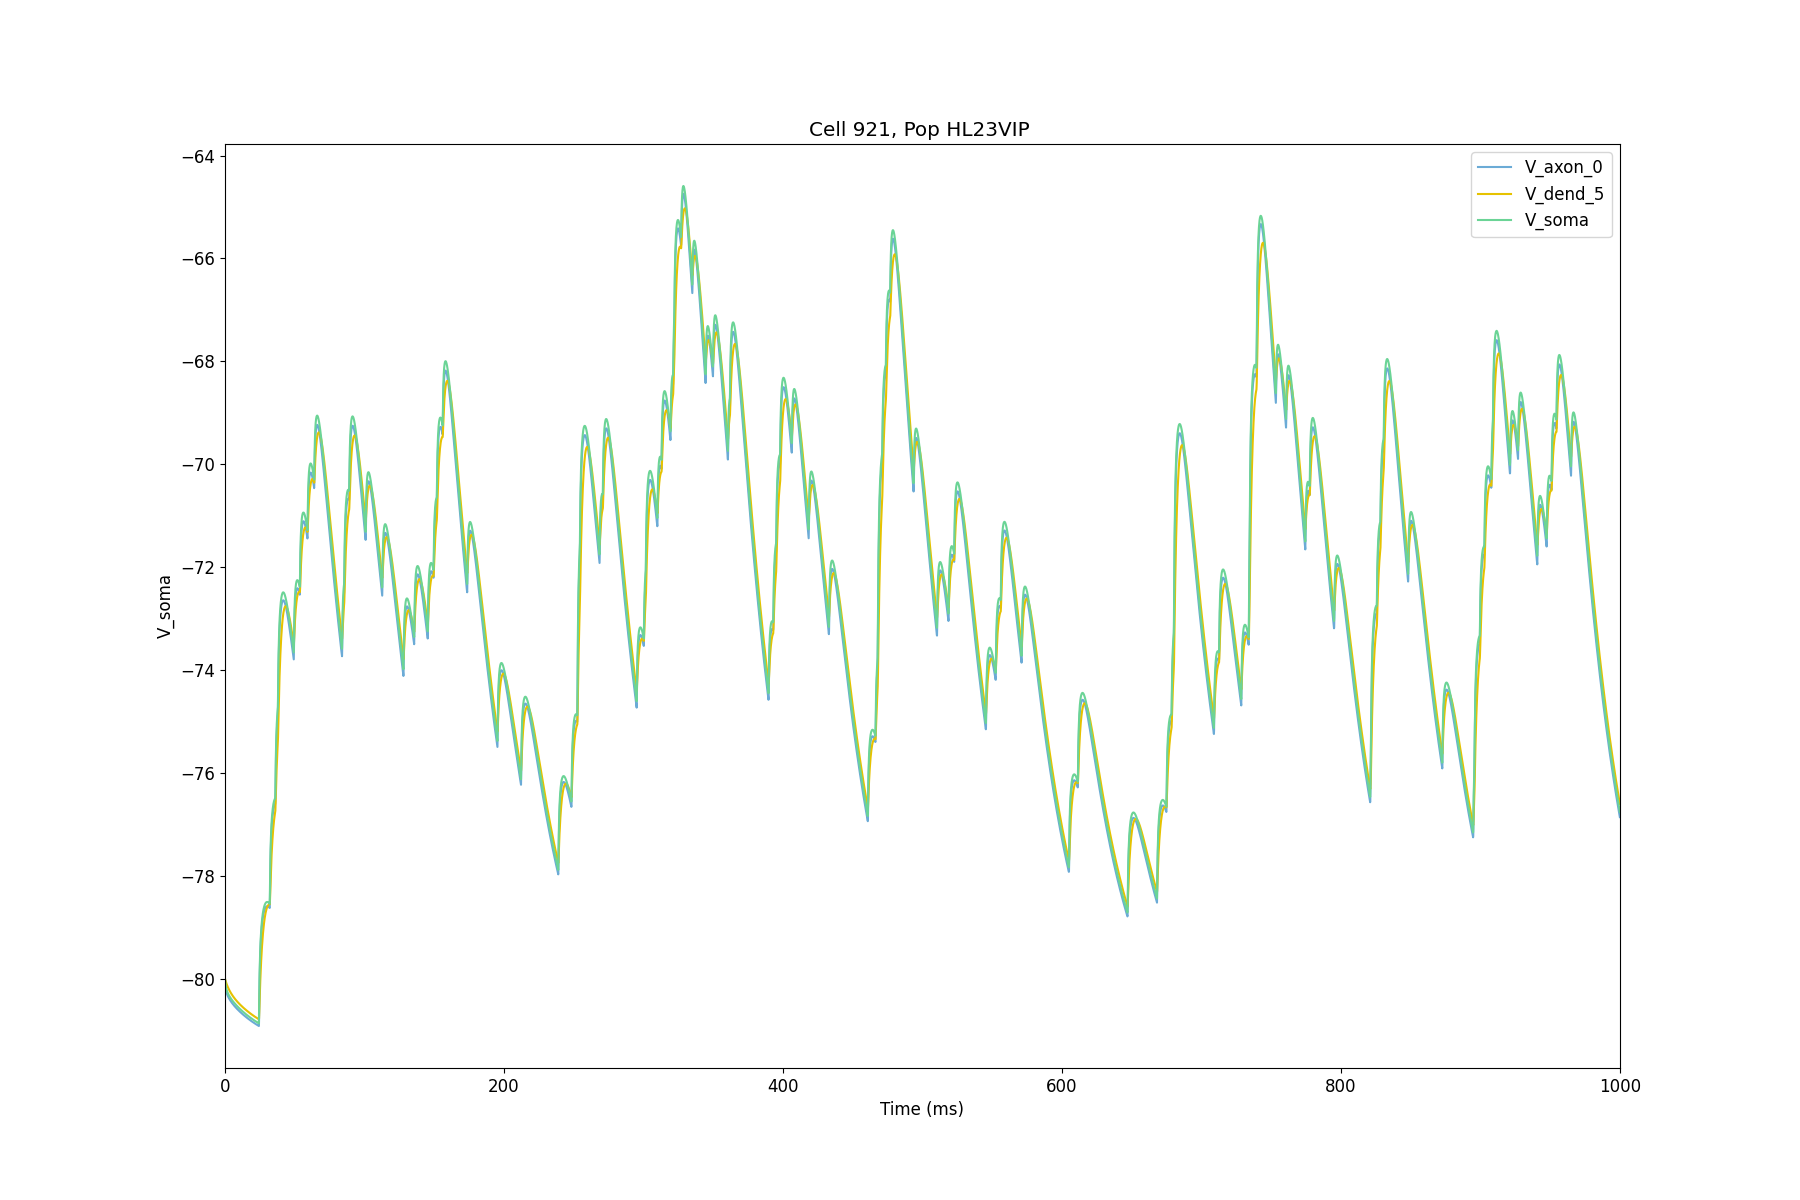 Cell 921, Pop HL23VIP
V_axon_0
V_dend_5
V_soma
−64
−66
−68
−70
−72
−74
−76
−78
−80
V_soma
0 200 400 600 800 1000
Time (ms)